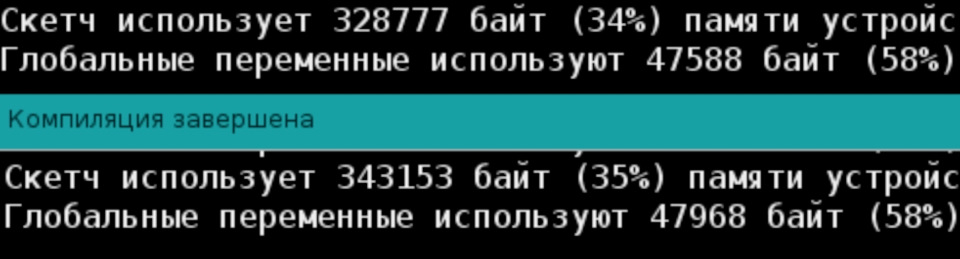 Скетч использует 328777 байт (34%) памяти устройс
Глобальные переменные используют 47588 байт (58%)
Компиляция завершена
Скетч использует 343153 байт (35%) памяти устройс
Глобальные переменные используют 47968 байт (58%)